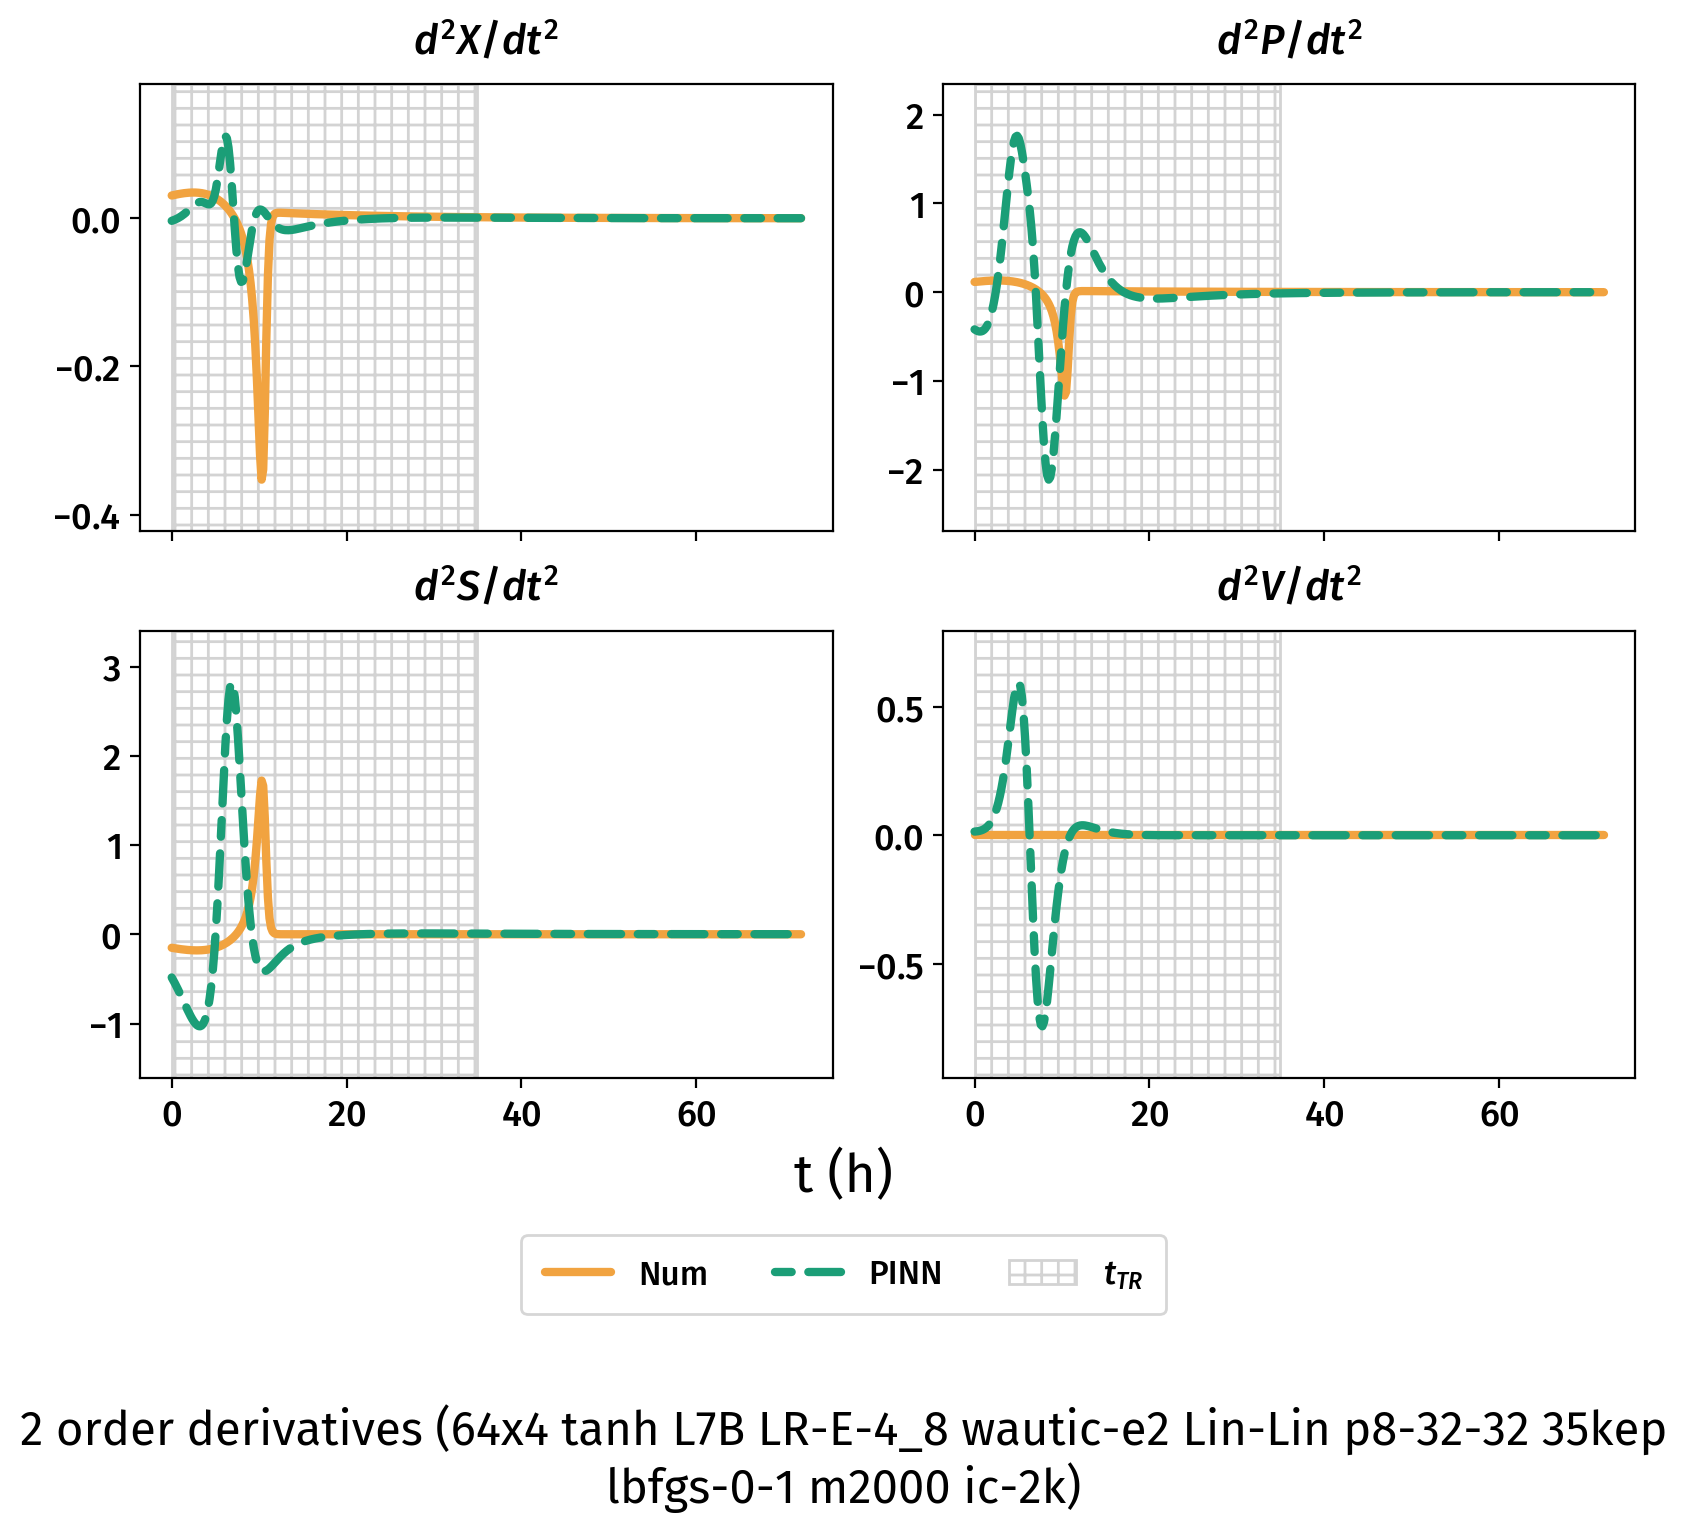 d²X/dt²
d²P/dt²
0.0
−0.2
−0.4
2
1
0
−1
−2
d²S/dt²
d²V/dt²
3
2
1
0
−1
0.5
0.0
−0.5
0 20 40 60
0 20 40 60
t (h)
Num PINN t_TR
2 order derivatives (64x4 tanh L7B LR-E-4_8 wautic-e2 Lin-Lin p8-32-32 35kep
lbfgs-0-1 m2000 ic-2k)